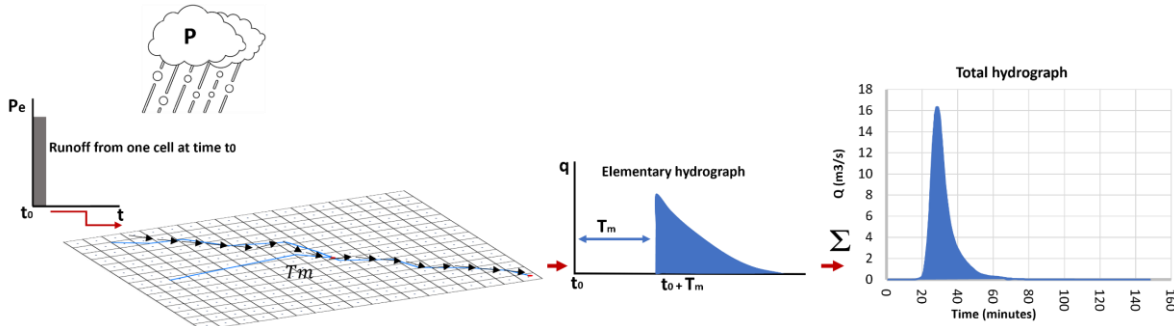 P
Pe
Runoff from one cell at time t0
t₀
t
Tm
q
Elementary hydrograph
Tm
t₀
t₀ + Tm
∑
Total hydrograph
Q (m3/s)
18
16
14
12
10
8
6
4
2
0
0
20
40
60
80
100
120
140
160
Time (minutes)